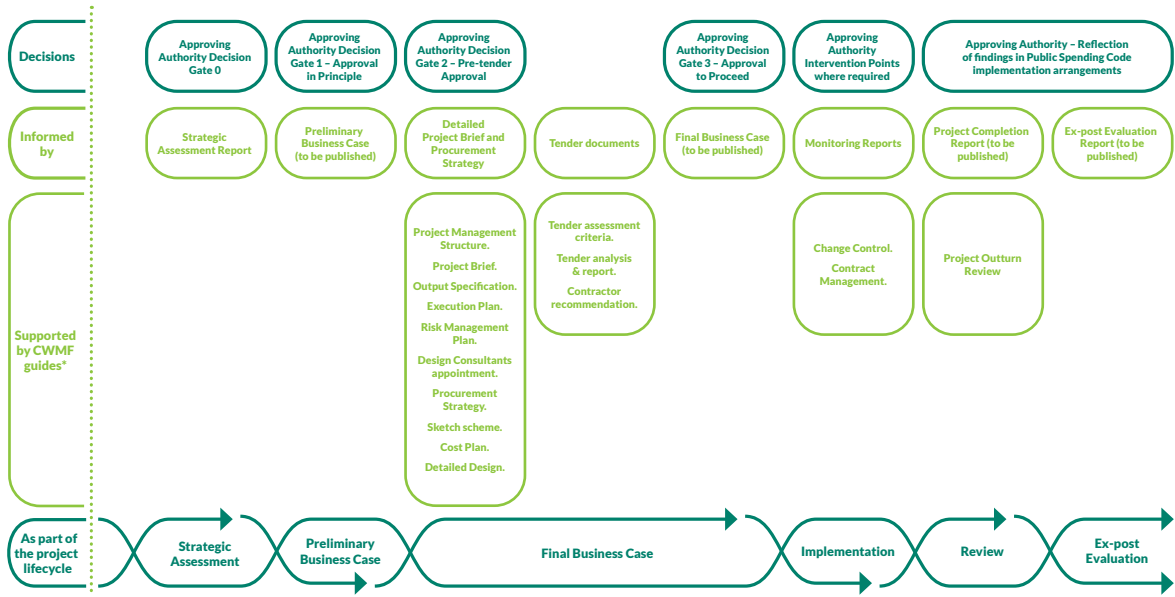 Decisions
Approving
Authority Decision
Gate 0
Approving
Authority Decision
Gate 1 – Approval
in Principle
Approving
Authority Decision
Gate 2 – Pre-tender
Approval
Approving
Authority Decision
Gate 3 – Approval
to Proceed
Approving
Authority
Intervention Points
where required
Approving Authority – Reflection
of findings in Public Spending Code
implementation arrangements
Informed
by
Strategic
Assessment Report
Preliminary
Business Case
(to be published)
Detailed
Project Brief and
Procurement
Strategy
Tender documents
Final Business Case
(to be published)
Monitoring Reports
Project Completion
Report (to be
published)
Ex-post Evaluation
Report (to be
published)
Supported
by CWMF
guides*
Project Management
Structure.
Project Brief.
Output Specification.
Execution Plan.
Risk Management
Plan.
Design Consultants
appointment.
Procurement
Strategy.
Sketch scheme.
Cost Plan.
Detailed Design.
Tender assessment
criteria.
Tender analysis
& report.
Contractor
recommendation.
Change Control.
Contract
Management.
Project Outturn
Review
As part of
the project
lifecycle
Strategic
Assessment
Preliminary
Business Case
Final Business Case
Implementation
Review
Ex-post
Evaluation